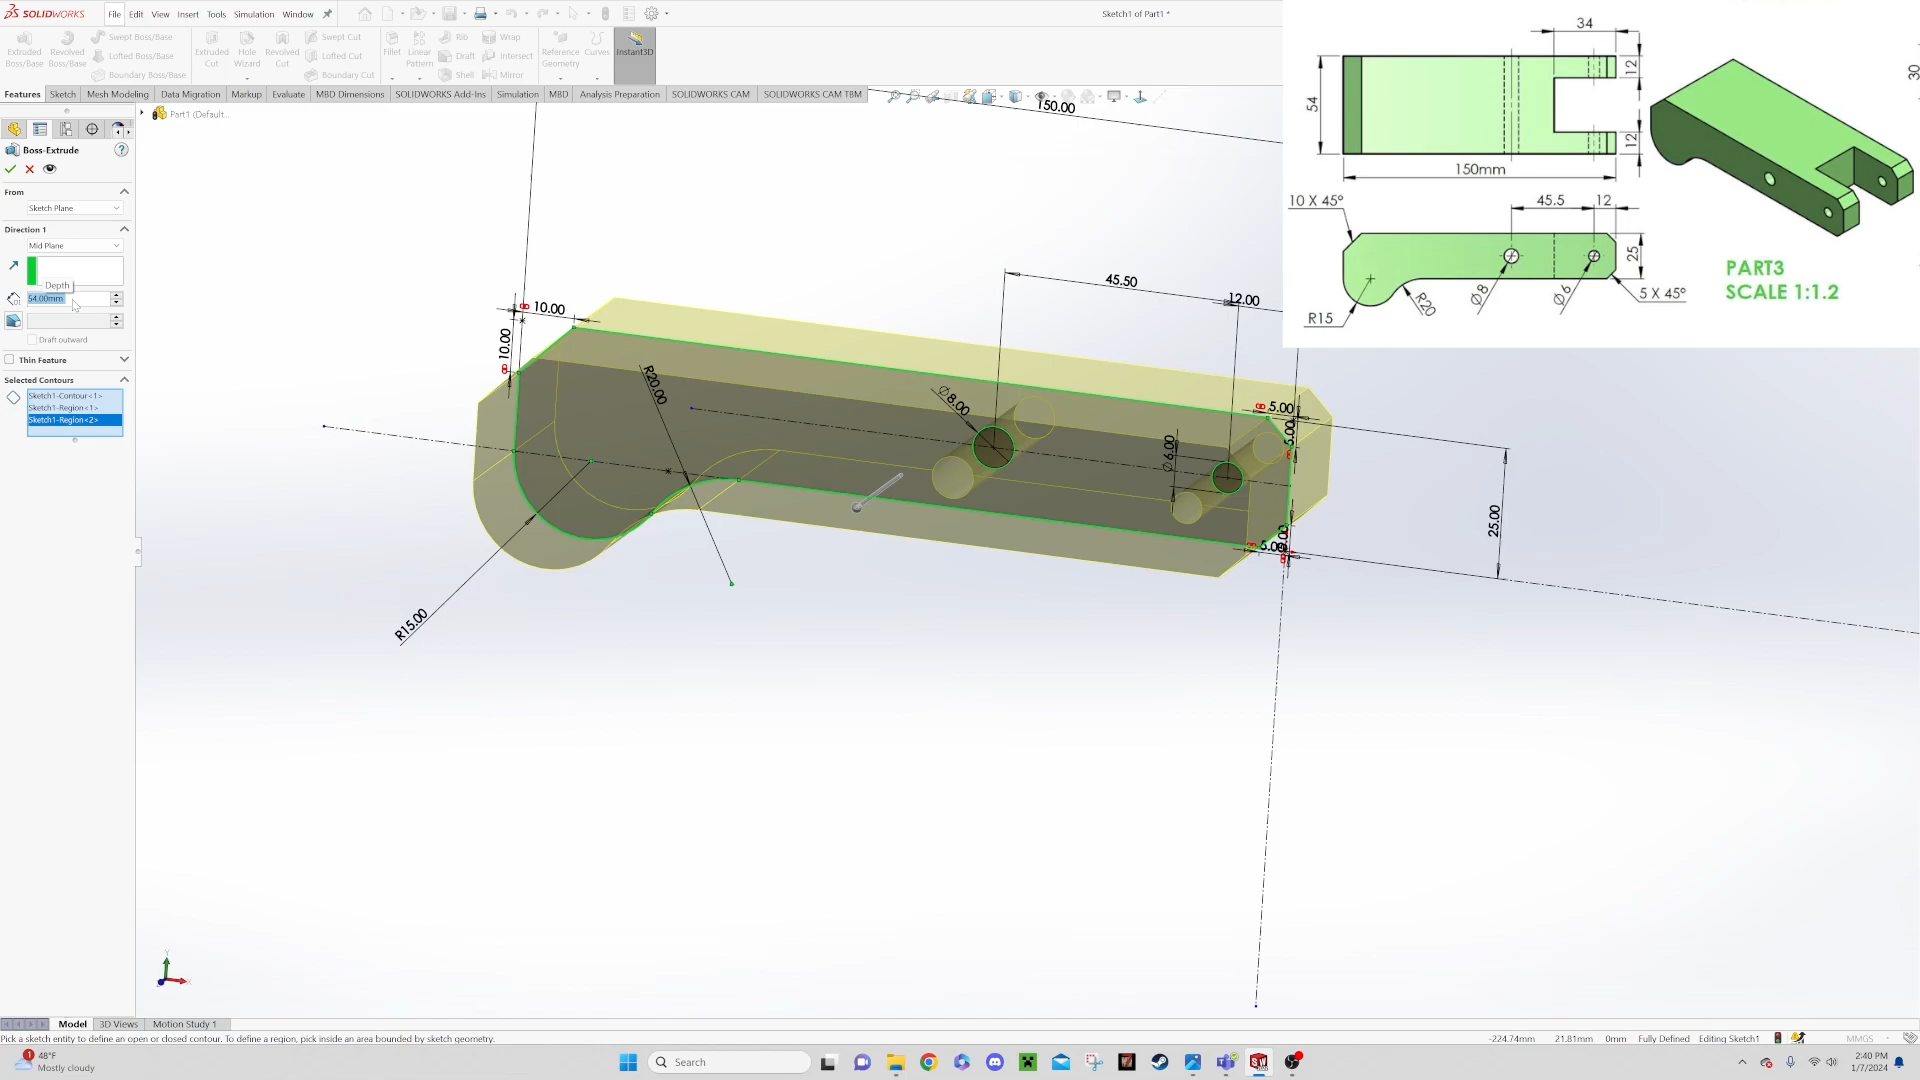 SOLIDWORKS File Edit View Insert Tools Simulation Window Sketch1 of Part1 *
Extruded Boss/Base
Revolved Boss/Base
Swept Boss/Base
Lofted Boss/Base
Boundary Boss/Base
Extruded Cut
Hole Wizard
Revolved Cut
Swept Cut
Lofted Cut
Boundary Cut
Fillet
Linear Pattern
Rib
Draft
Shell
Wrap
Intersect
Mirror
Reference Geometry
Curves
Instant3D
Features Sketch Mesh Modeling Data Migration Markup Evaluate MBD Dimensions SOLIDWORKS Add-Ins Simulation MBD Analysis Preparation SOLIDWORKS CAM SOLIDWORKS CAM TBM
Part1 (Default...
Boss-Extrude
From
Sketch Plane
Direction 1
Mid Plane
Depth
54.00mm
Draft outward
Thin Feature
Selected Contours
Sketch1-Contour<1>
Sketch1-Region<1>
Sketch1-Region<2>
150.00
45.50
12.00
10.00
10.00
R20.00
Ø8.00
Ø6.00
5.00
5.00
25.00
5.00
R15.00
34
12
54
12
150mm
30
10 X 45°
45.5
12
25
R15
R20
Ø8
Ø6
5 X 45°
PART3
SCALE 1:1.2
Model 3D Views Motion Study 1
Pick a sketch entity to define an open or closed contour. To define a region, pick inside an area bounded by sketch geometry.
-224.74mm 21.81mm 0mm Fully Defined Editing Sketch1 MMGS
1
48°F
Mostly cloudy
Search
2:40 PM
1/7/2024